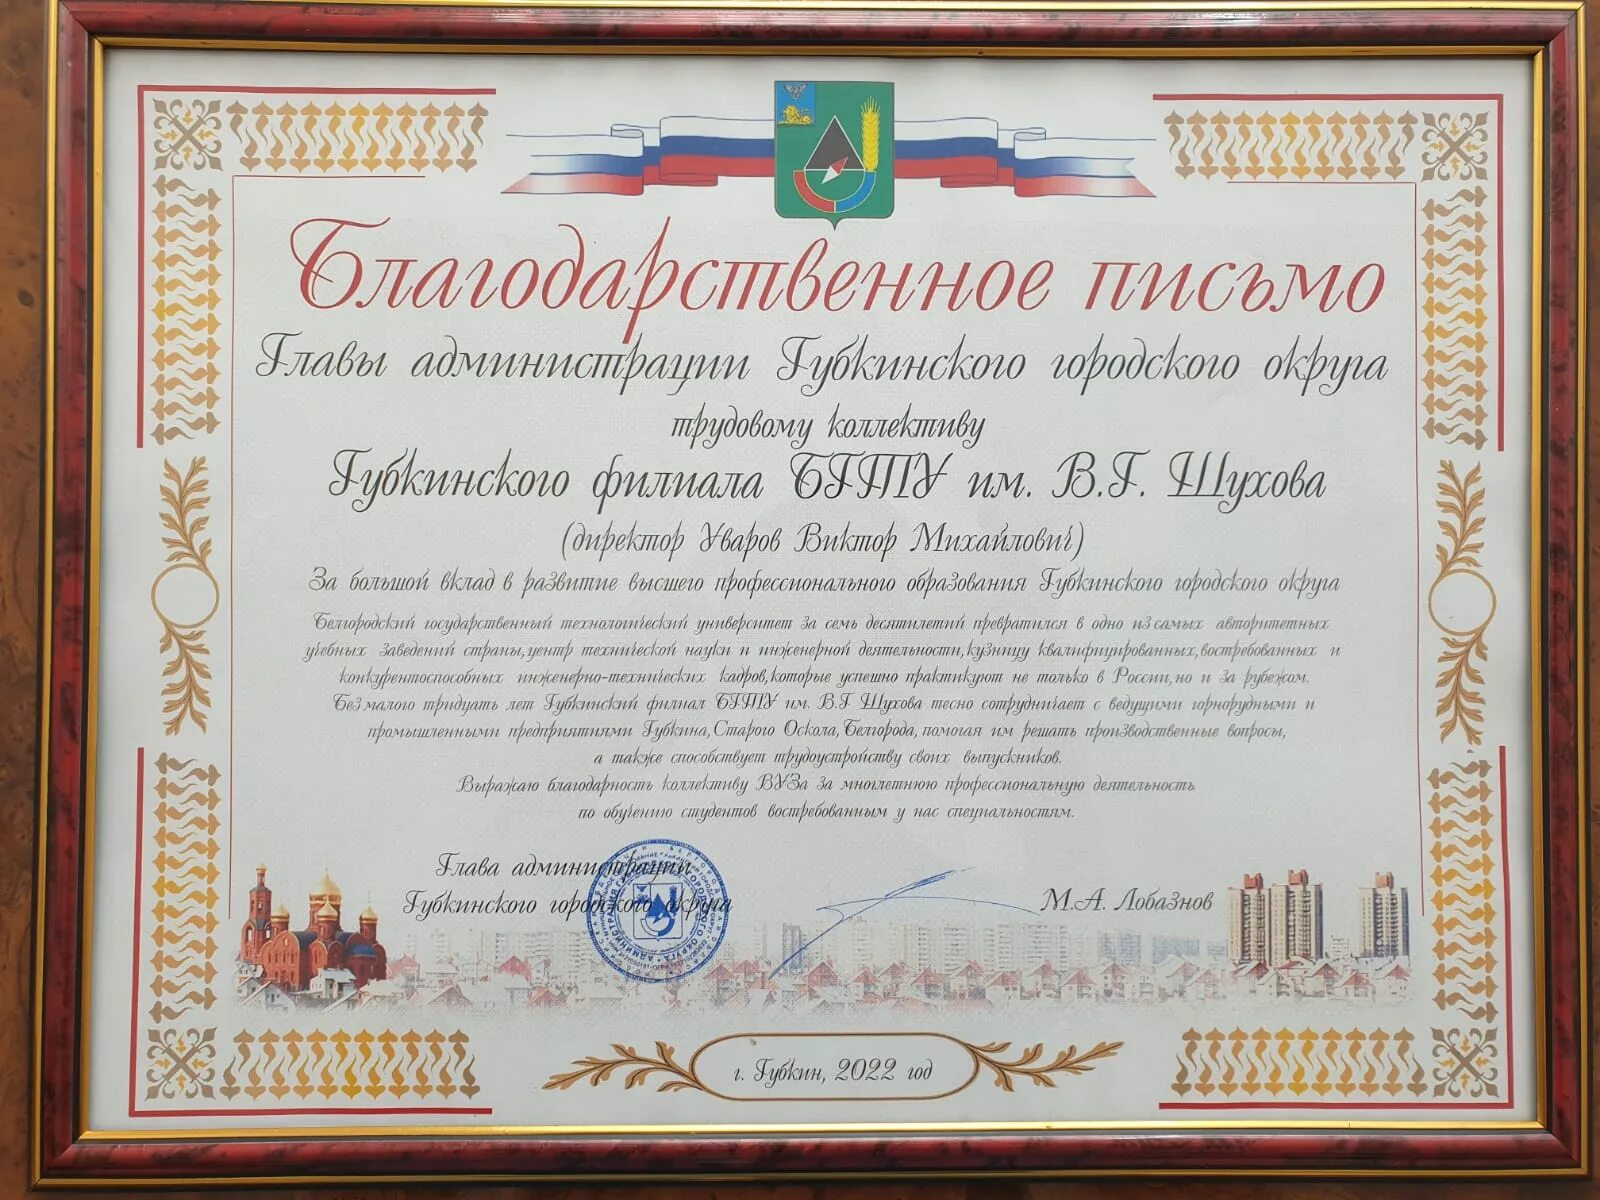 Благодарственное письмо
Главы администрации Губкинского городского округа
трудовому коллективу
Губкинского филиала БГТУ им. В.Г. Шухова
(директор Уваров Виктор Михайлович)
За большой вклад в развитие высшего профессионального образования Губкинского городского округа
Белгородский государственный технологический университет за семь десятилетий превратился в одно из самых авторитетных
учебных заведений страны, центр технической науки и инженерной деятельности, кузницу квалифицированных, востребованных и
конкурентоспособных инженерно-технических кадров, которые успешно практикуют не только в России, но и за рубежом.
Без малого тридцать лет Губкинский филиал БГТУ им. В.Г Шухова тесно сотрудничает с ведущими горнорудными и
промышленными предприятиями Губкина, Старого Оскола, Белгорода, помогая им решать производственные вопросы,
а также способствует трудоустройству своих выпускников.
Выражаю благодарность коллективу ВУЗа за многолетнюю профессиональную деятельность
по обучению студентов востребованным у нас специальностям.
Глава администрации
Губкинского городского округа
М.А. Лобазнов
г. Губкин, 2022 год